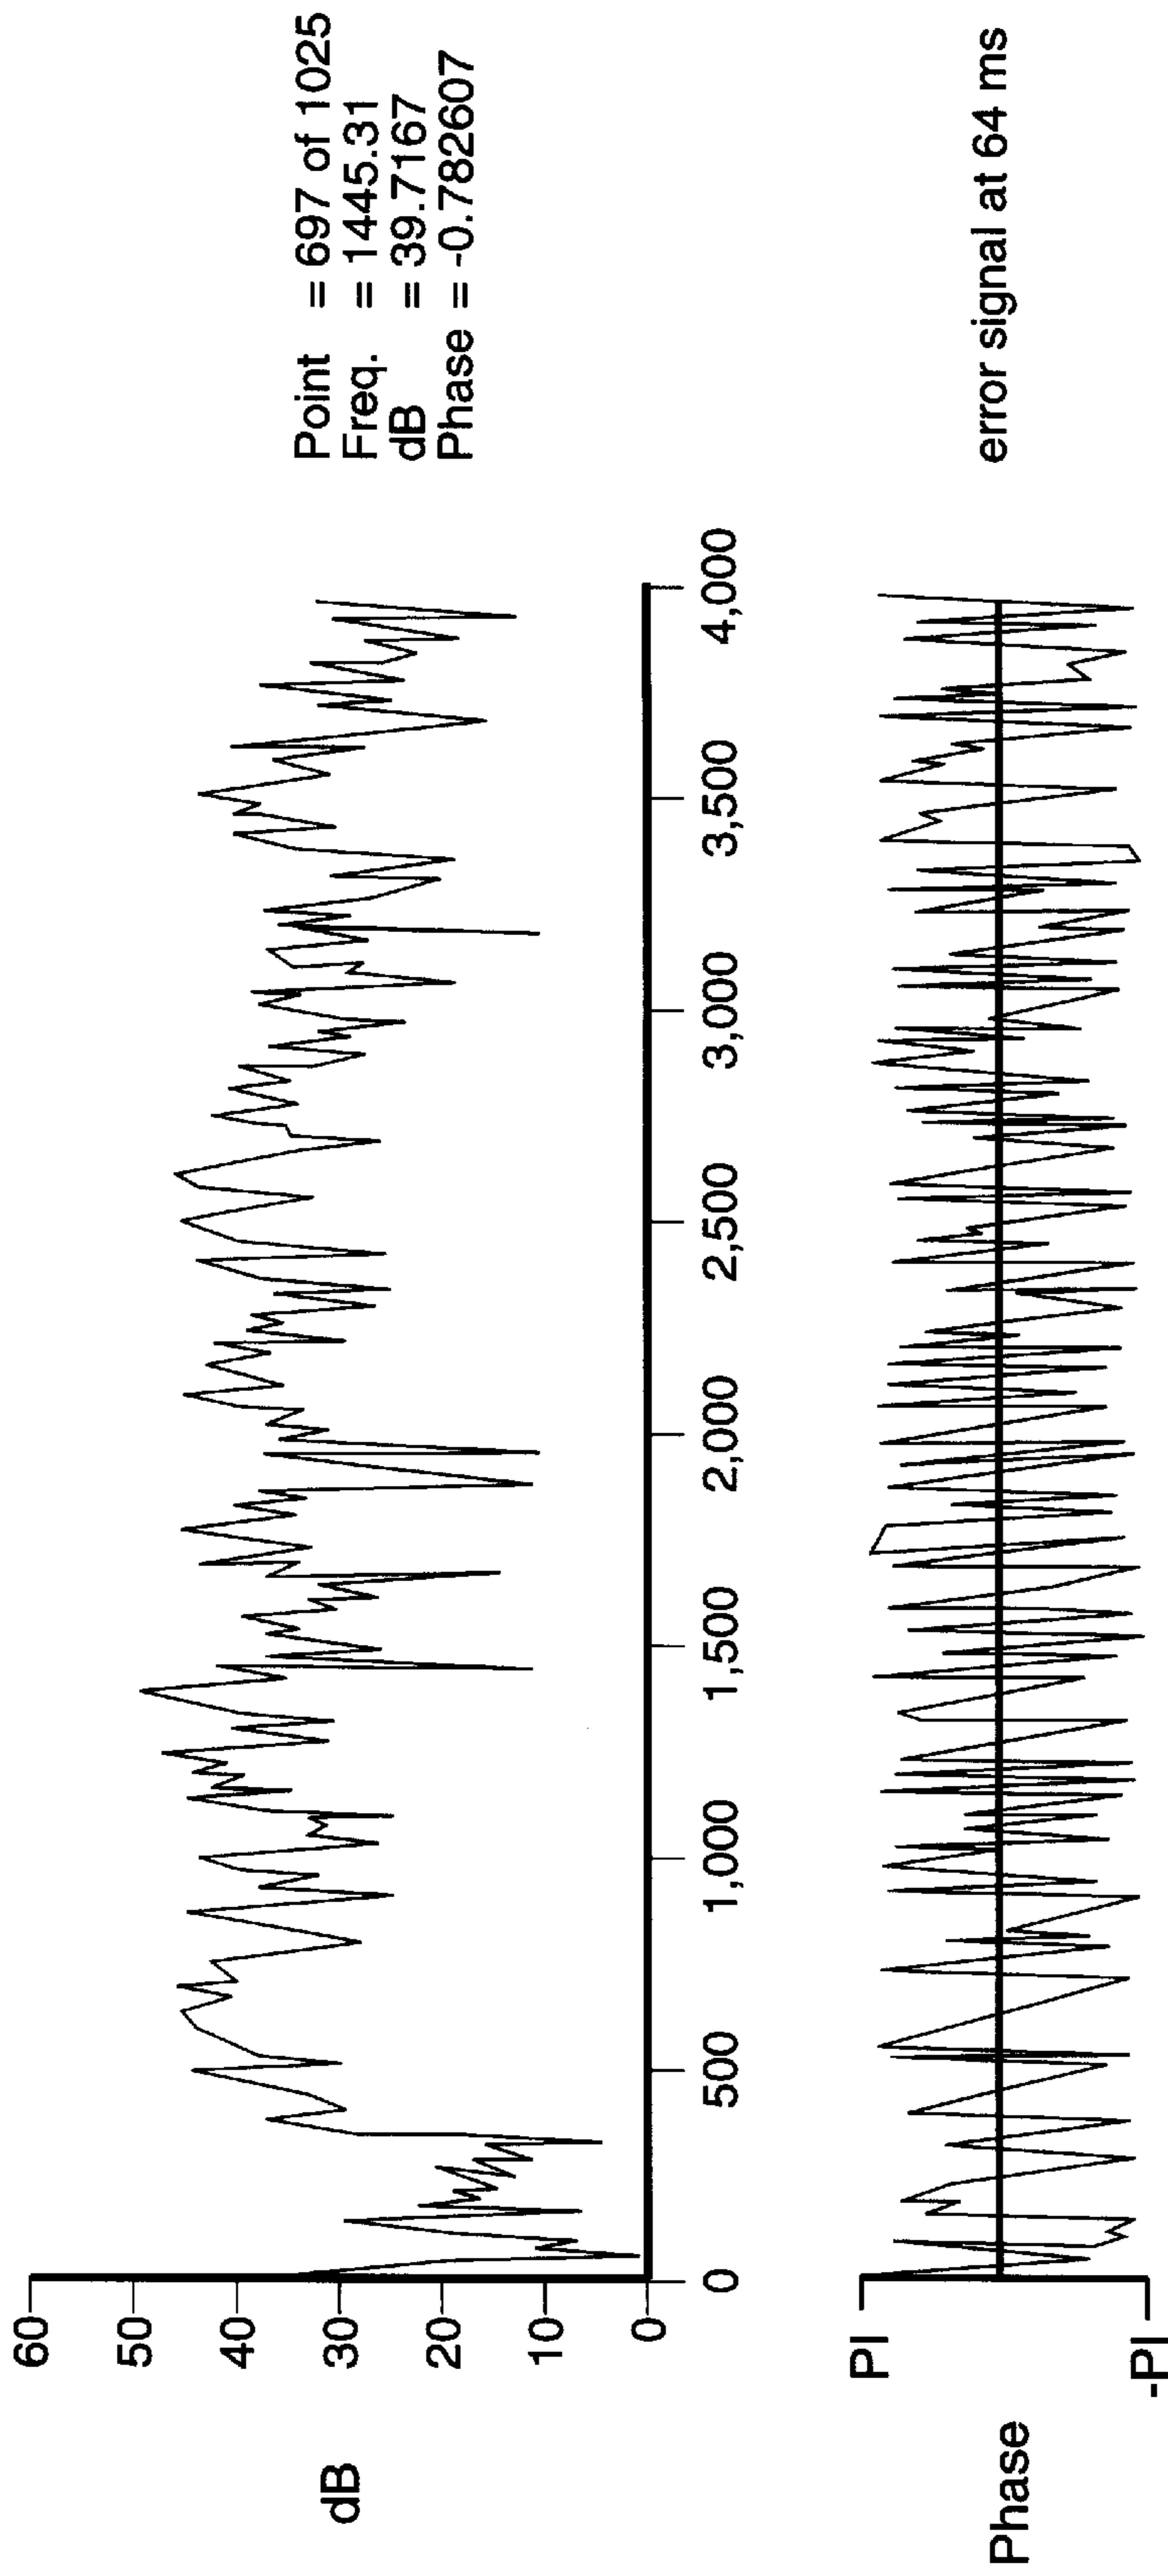 dB
60
50
40
30
20
10
0
0 500 1,000 1,500 2,000 2,500 3,000 3,500 4,000
Point = 697 of 1025
Freq. = 1445.31
dB = 39.7167
Phase = -0.782607
Phase
PI
-PI
error signal at 64 ms